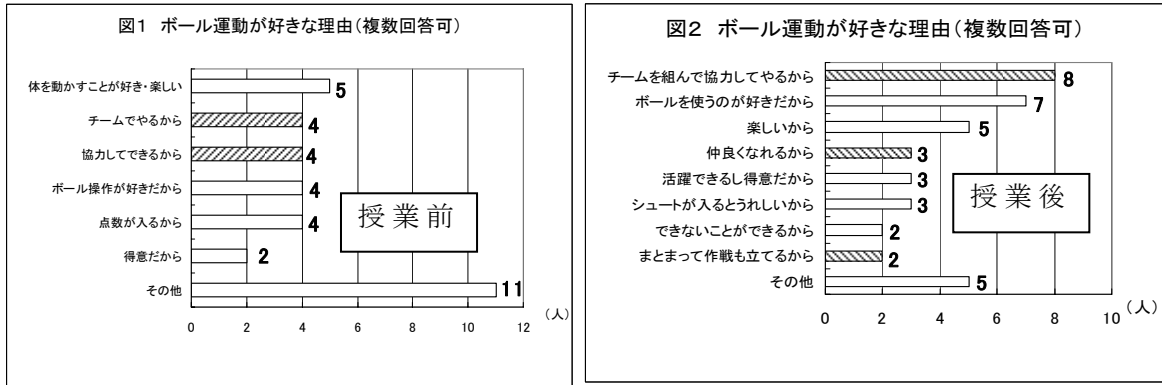 図1 ボール運動が好きな理由(複数回答可)
体を動かすことが好き・楽しい
5
チームでやるから
4
協力してできるから
4
ボール操作が好きだから
4
点数が入るから
4
得意だから
2
その他
11
授業前
0 2 4 6 8 10 12
(人)
図2 ボール運動が好きな理由(複数回答可)
チームを組んで協力してやるから
8
ボールを使うのが好きだから
7
楽しいから
5
仲良くなれるから
3
活躍できるし得意だから
3
シュートが入るとうれしいから
3
できないことができるから
2
まとまって作戦も立てるから
2
その他
5
授業後
0 2 4 6 8 10
(人)